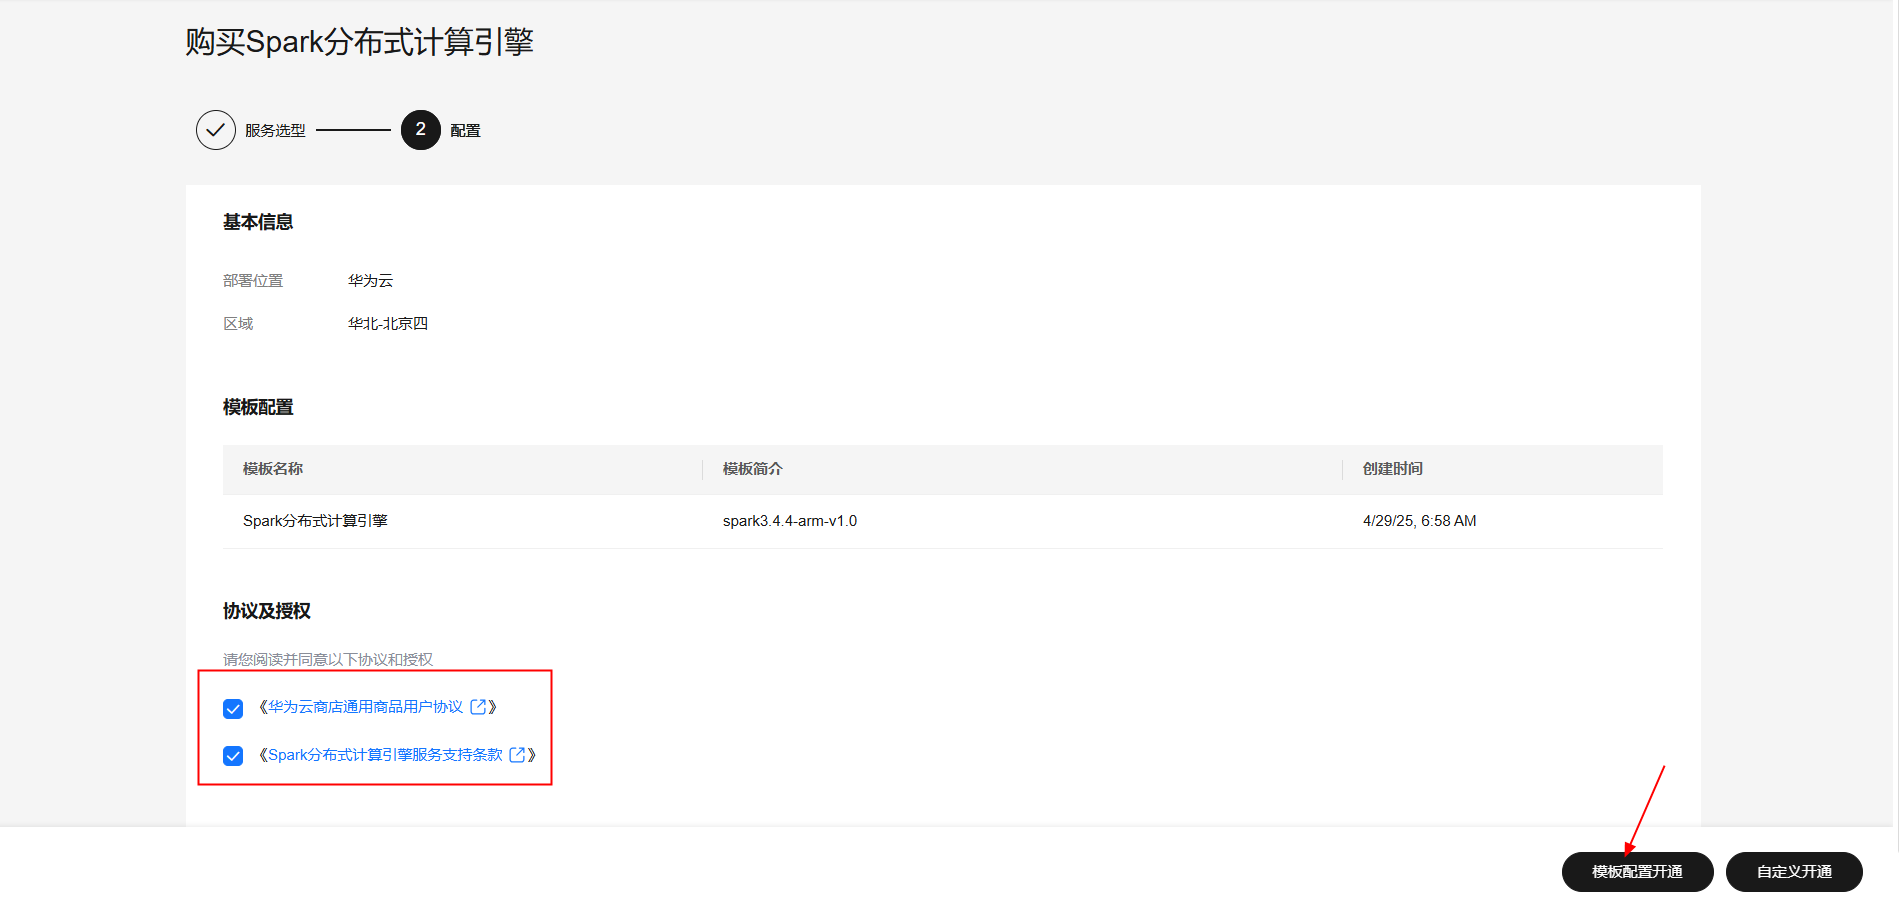 购买Spark分布式计算引擎
服务选型 2 配置
基本信息
部署位置 华为云
区域 华北-北京四
模板配置
模板名称 模板简介 创建时间
Spark分布式计算引擎 spark3.4.4-arm-v1.0 4/29/25, 6:58 AM
协议及授权
请您阅读并同意以下协议和授权
《华为云商店通用商品用户协议》
《Spark分布式计算引擎服务支持条款》
模板配置开通 自定义开通